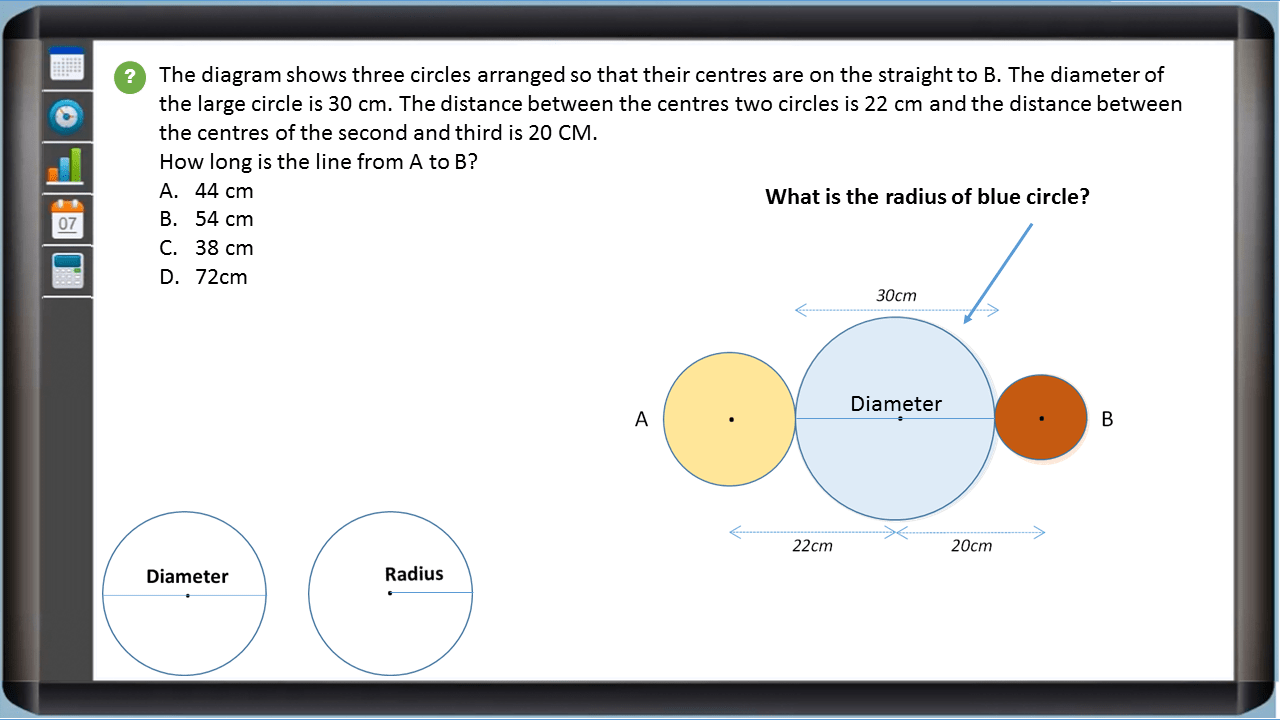 ? The diagram shows three circles arranged so that their centres are on the straight to B. The diameter of
the large circle is 30 cm. The distance between the centres two circles is 22 cm and the distance between
the centres of the second and third is 20 CM.
How long is the line from A to B?
A. 44 cm
B. 54 cm
C. 38 cm
D. 72cm
What is the radius of blue circle?
30cm
A
Diameter
B
22cm
20cm
Diameter
Radius
07